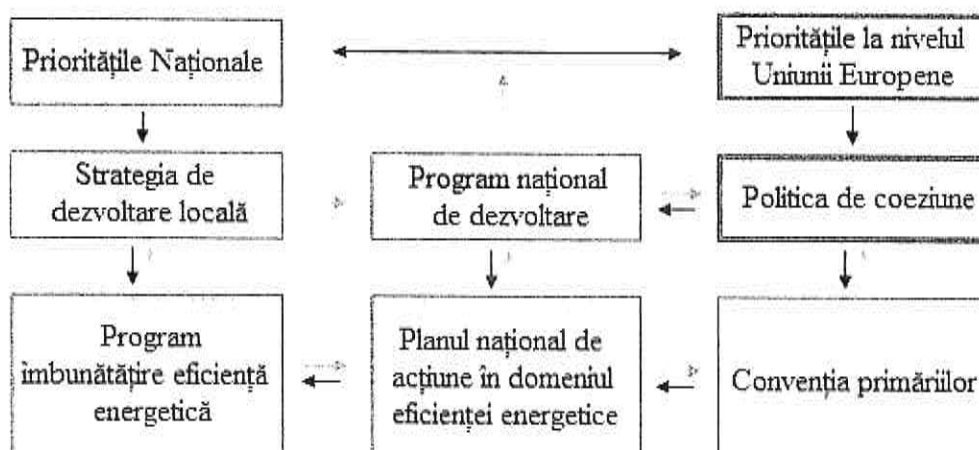 Prioritățile Naționale
Prioritățile la nivelul
Uniunii Europene
Strategia de
dezvoltare locală
Program național
de dezvoltare
Politica de coeziune
Program
îmbunătățire eficiență
energetică
Planul național de
acțiune în domeniul
eficienței energetice
Convenția primăriilor